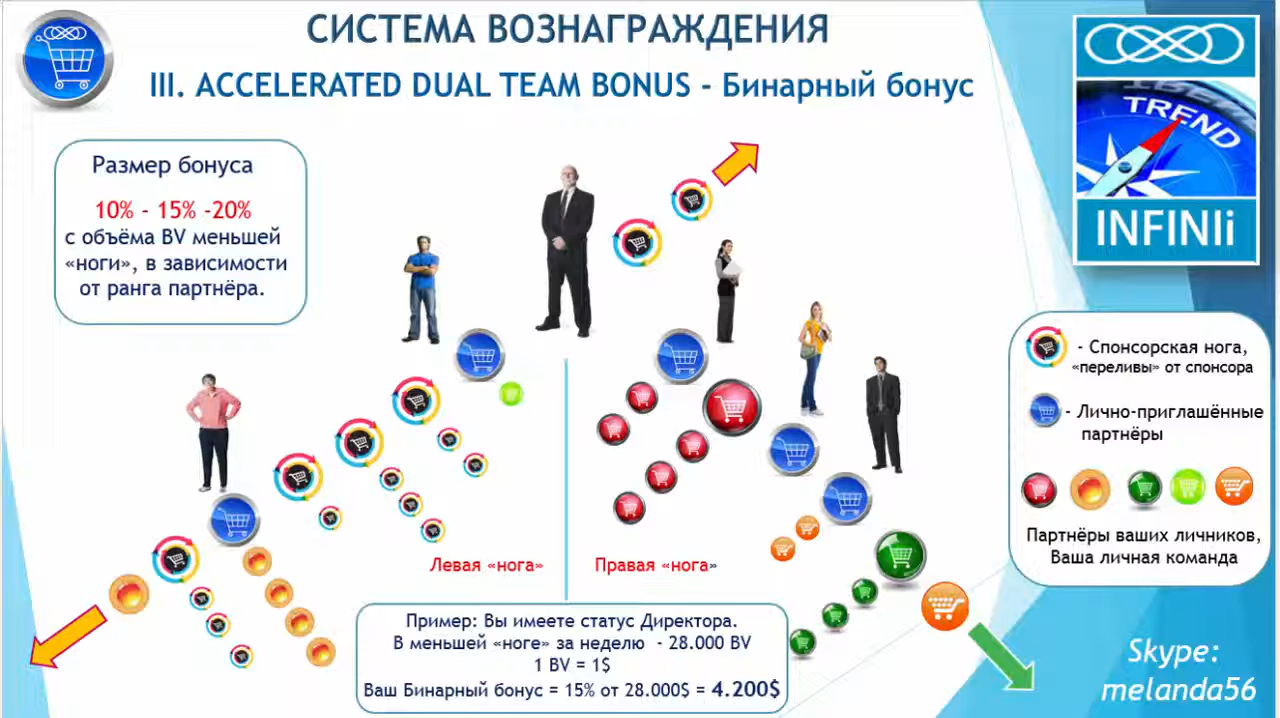 СИСТЕМА ВОЗНАГРАЖДЕНИЯ
III. ACCELERATED DUAL TEAM BONUS - Бинарный бонус
TREND
INFINIi
Размер бонуса
10% - 15% -20%
с объёма BV меньшей
«ноги», в зависимости
от ранга партнёра.
- Спонсорская нога,
«переливы» от спонсора
- Лично-приглашённые
партнёры
Партнёры ваших личников,
Ваша личная команда
Левая «нога»
Правая «нога»
Пример: Вы имеете статус Директора.
В меньшей «ноге» за неделю - 28.000 BV
1 BV = 1$
Ваш Бинарный бонус = 15% от 28.000$ = 4.200$
Skype:
melanda56